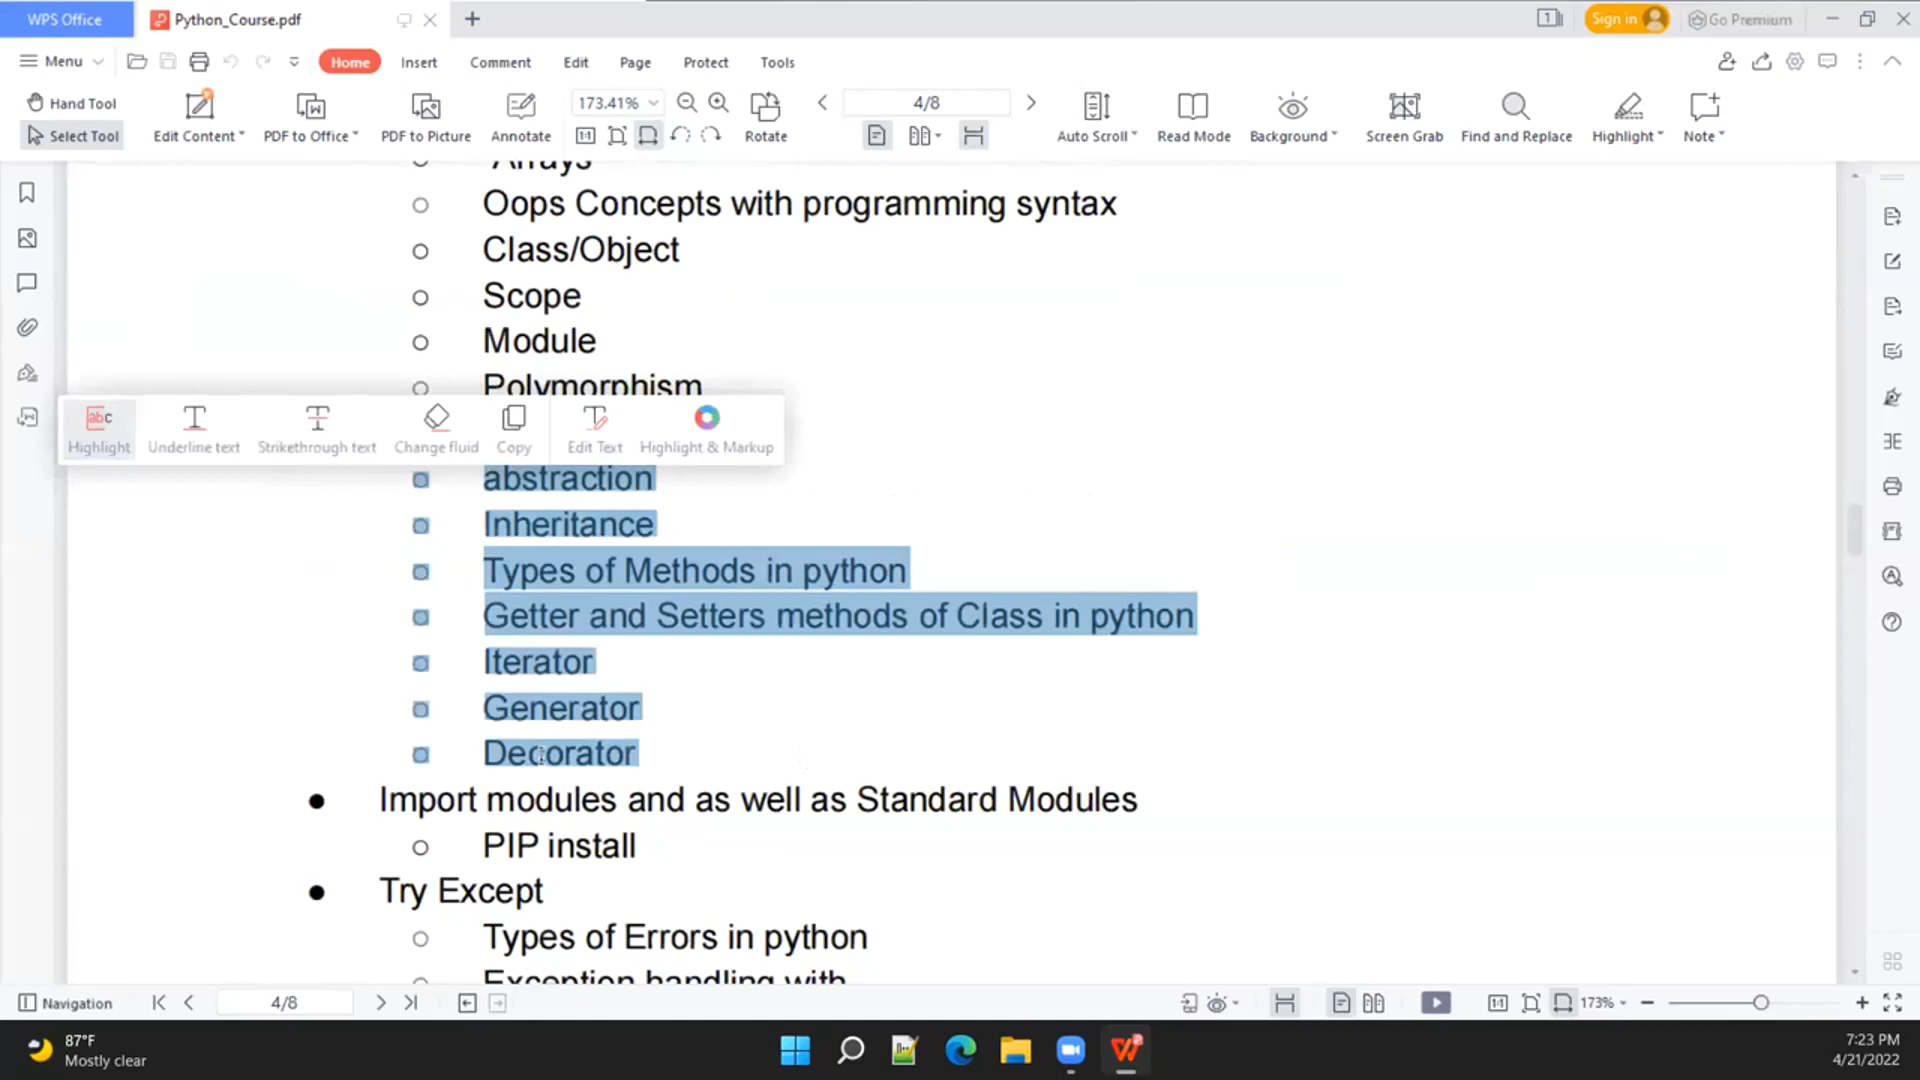 WPS Office
Python_Course.pdf
Sign in
Go Premium
Menu
Home
Insert
Comment
Edit
Page
Protect
Tools
Hand Tool
Select Tool
Edit Content
PDF to Office
PDF to Picture
Annotate
173.41%
Rotate
4/8
Auto Scroll
Read Mode
Background
Screen Grab
Find and Replace
Highlight
Note
Arrays
Oops Concepts with programming syntax
Class/Object
Scope
Module
Polymorphism
Highlight
Underline text
Strikethrough text
Change fluid
Copy
Edit Text
Highlight & Markup
abstraction
Inheritance
Types of Methods in python
Getter and Setters methods of Class in python
Iterator
Generator
Decorator
Import modules and as well as Standard Modules
PIP install
Try Except
Types of Errors in python
Exception handling with
Navigation
4/8
173%
87°F
Mostly clear
7:23 PM
4/21/2022